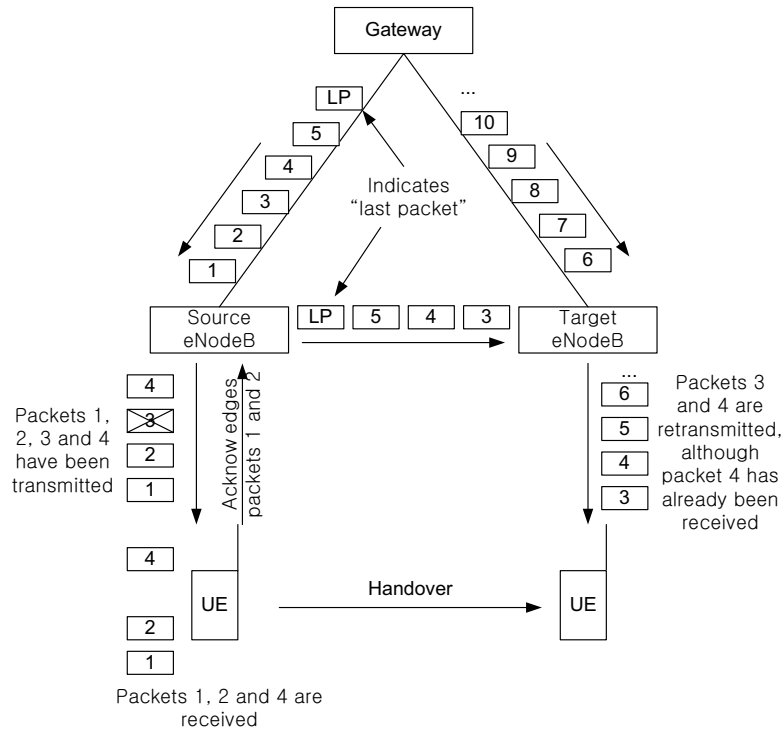 Gateway
LP
5
4
3
2
1
...
10
9
8
7
6
Indicates
“last packet”
Source
eNodeB
LP
5
4
3
Target
eNodeB
4
3
2
1
Packets 1,
2, 3 and 4
have been
transmitted
Acknow edges
packets 1 and 2
...
6
5
4
3
Packets 3
and 4 are
retransmitted,
although
packet 4 has
already been
received
4
2
1
UE
Handover
UE
Packets 1, 2 and 4 are
received